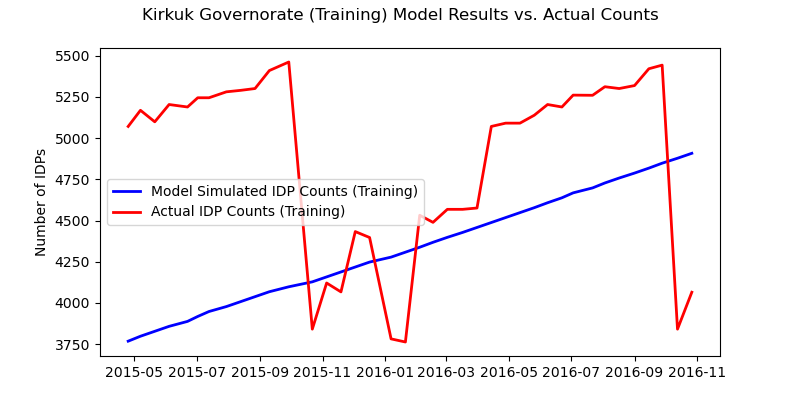 Kirkuk Governorate (Training) Model Results vs. Actual Counts
Number of IDPs
5500
5250
5000
4750
4500
4250
4000
3750
Model Simulated IDP Counts (Training)
Actual IDP Counts (Training)
2015-05 2015-07 2015-09 2015-11 2016-01 2016-03 2016-05 2016-07 2016-09 2016-11